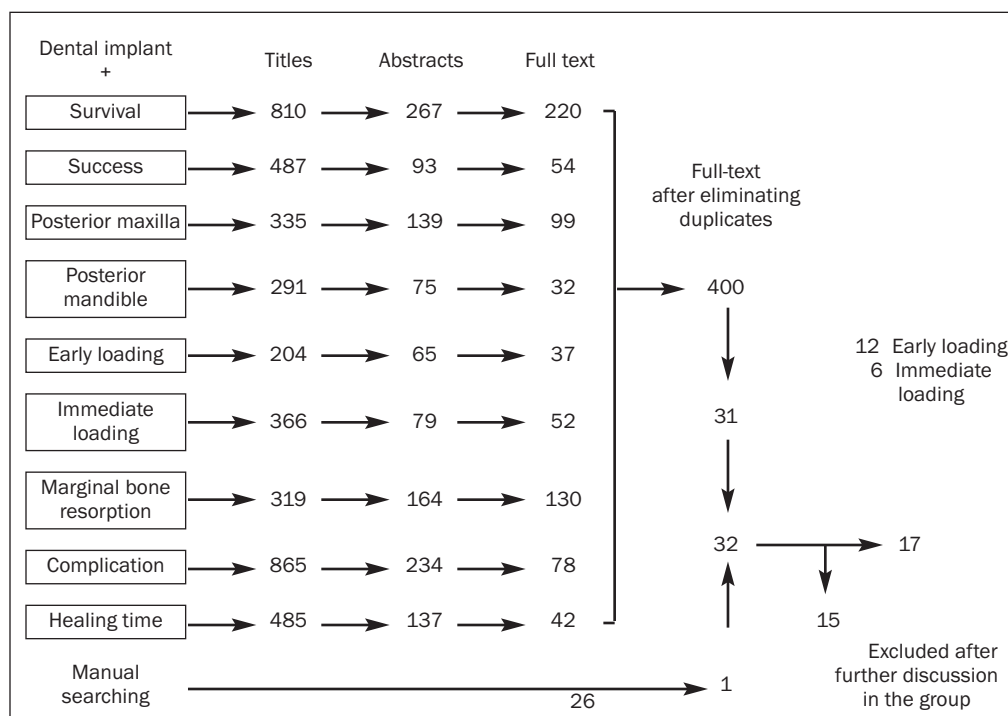 Dental implant
+
Titles Abstracts Full text
Survival 810 267 220
Success 487 93 54
Full-text
after eliminating
duplicates
Posterior maxilla 335 139 99
Posterior
mandible 291 75 32 400
Early loading 204 65 37
12 Early loading
6 Immediate
loading
Immediate
loading 366 79 52 31
Marginal bone
resorption 319 164 130
32 17
Complication 865 234 78
Healing time 485 137 42 15
Manual
searching 26 1
Excluded after
further discussion
in the group